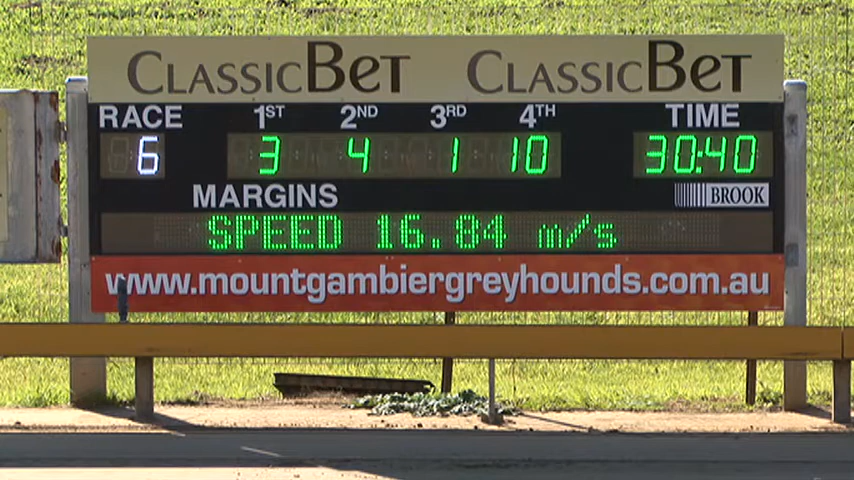 CLASSICBET CLASSICBET
RACE 1ST 2ND 3RD 4TH TIME
6 3 4 1 10 30:40
MARGINS BROOK
SPEED 16.84 m/s
www.mountgambiergreyhounds.com.au